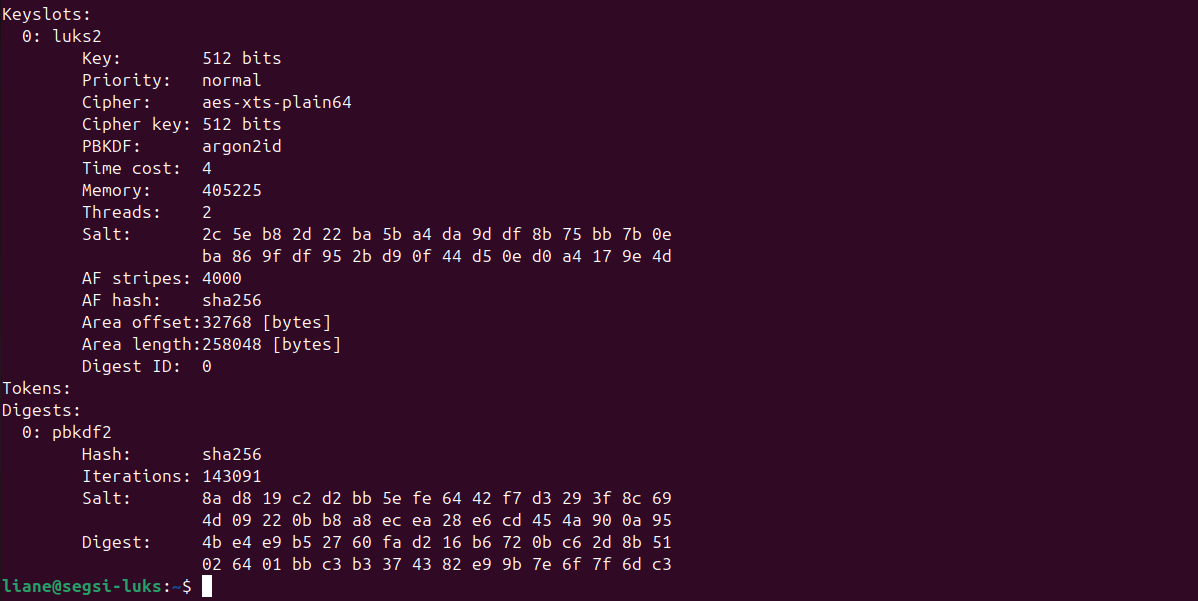 Keyslots:
  0: luks2
        Key:        512 bits
        Priority:   normal
        Cipher:     aes-xts-plain64
        Cipher key: 512 bits
        PBKDF:      argon2id
        Time cost:  4
        Memory:     405225
        Threads:    2
        Salt:       2c 5e b8 2d 22 ba 5b a4 da 9d df 8b 75 bb 7b 0e
                    ba 86 9f df 95 2b d9 0f 44 d5 0e d0 a4 17 9e 4d
        AF stripes: 4000
        AF hash:    sha256
        Area offset:32768 [bytes]
        Area length:258048 [bytes]
        Digest ID:  0
Tokens:
Digests:
  0: pbkdf2
        Hash:       sha256
        Iterations: 143091
        Salt:       8a d8 19 c2 d2 bb 5e fe 64 42 f7 d3 29 3f 8c 69
                    4d 09 22 0b b8 a8 ec ea 28 e6 cd 45 4a 90 0a 95
        Digest:     4b e4 e9 b5 27 60 fa d2 16 b6 72 0b c6 2d 8b 51
                    02 64 01 bb c3 b3 37 43 82 e9 9b 7e 6f 7f 6d c3
liane@segsi-luks:~$